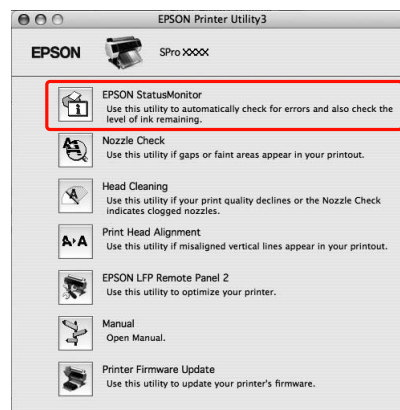 EPSON Printer Utility3
EPSON SPro XXXX
EPSON StatusMonitor
Use this utility to automatically check for errors and also check the
level of ink remaining.
Nozzle Check
Use this utility if gaps or faint areas appear in your printout.
Head Cleaning
Use this utility if your print quality declines or the Nozzle Check
indicates clogged nozzles.
A A Print Head Alignment
Use this utility if misaligned vertical lines appear in your printout.
EPSON LFP Remote Panel 2
Use this utility to optimize your printer.
Manual
Open Manual.
Printer Firmware Update
Use this utility to update your printer's firmware.